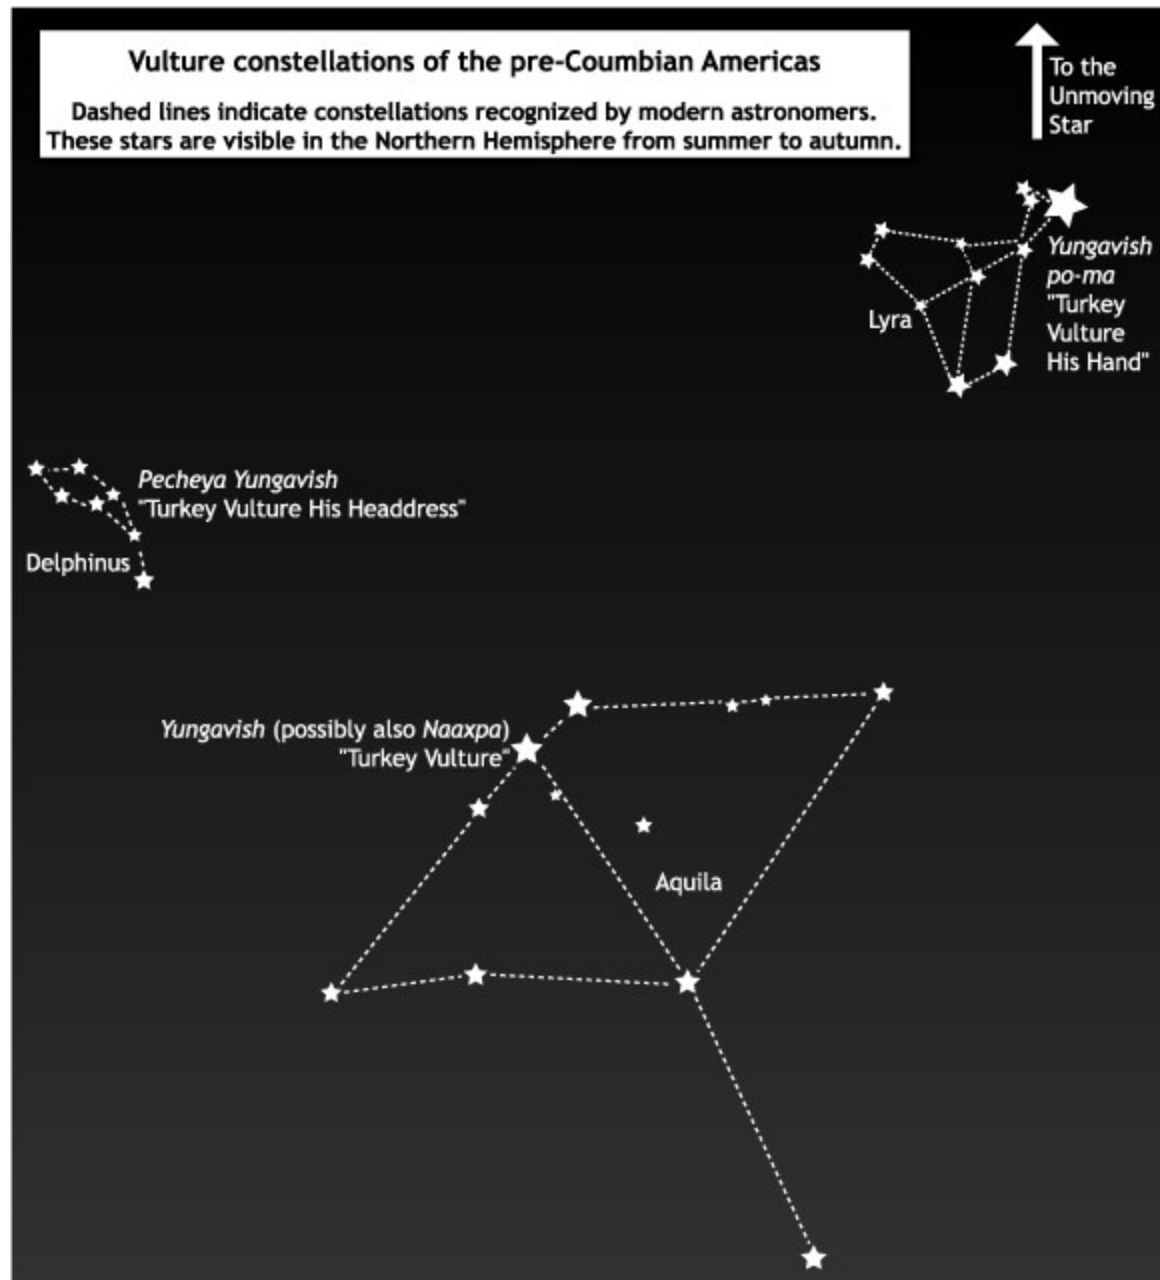 Vulture constellations of the pre-Coumbian Americas
Dashed lines indicate constellations recognized by modern astronomers.
These stars are visible in the Northern Hemisphere from summer to autumn.
To the
Unmoving
Star
Yungavish
po-ma
"Turkey
Vulture
His Hand"
Lyra
Pecheya Yungavish
"Turkey Vulture His Headdress"
Delphinus
Yungavish (possibly also Naaxpa)
"Turkey Vulture"
Aquila